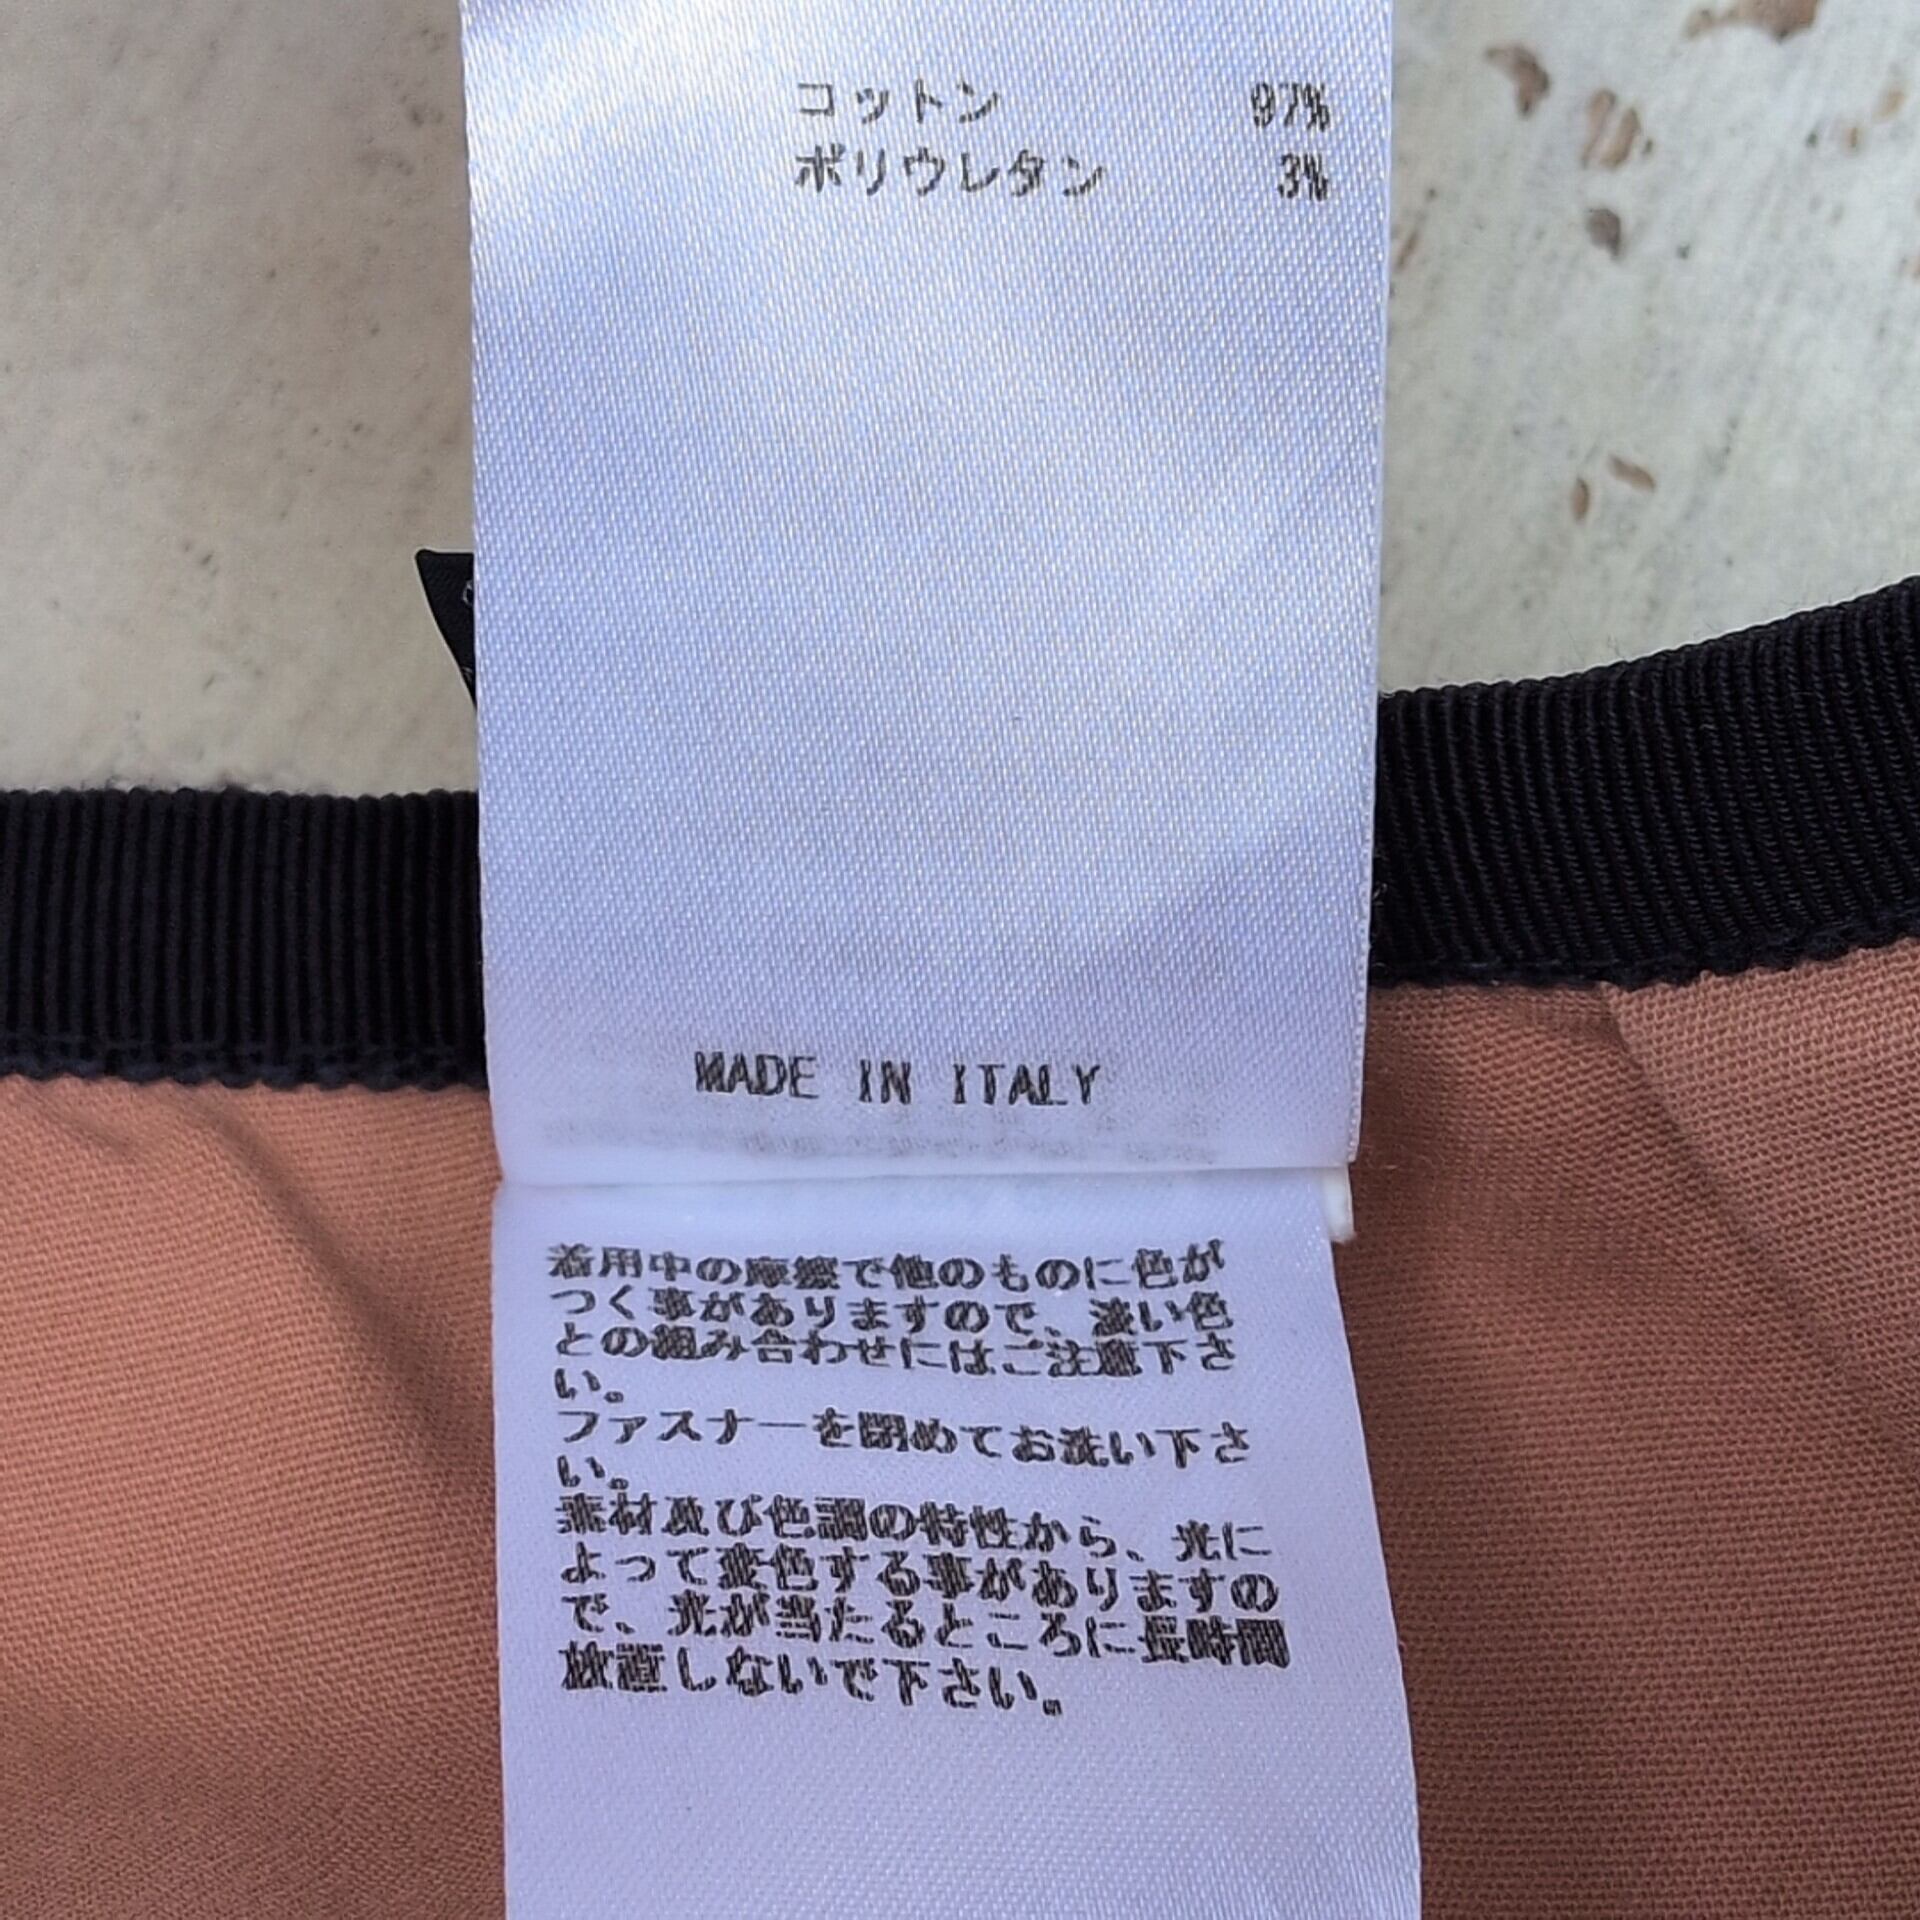 コットン 97%
ポリウレタン 3%
MADE IN ITALY
着用中の摩擦で他のものに色が
つく事がありますので、淡い色
との組み合わせにはご注意下さ
い。
ファスナーを閉めてお洗い下さ
い。
素材及び色調の特性から、光に
よって変色する事がありますの
で、光が当たるところに長時間
放置しないで下さい。